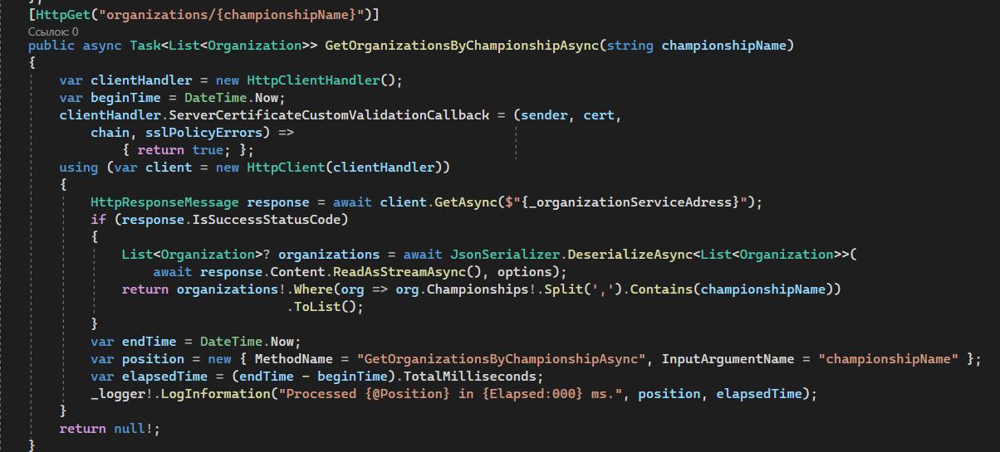 };
[HttpGet("organizations/{championshipName}")]
Ссылок: 0
public async Task<List<Organization>> GetOrganizationsByChampionshipAsync(string championshipName)
{
    var clientHandler = new HttpClientHandler();
    var beginTime = DateTime.Now;
    clientHandler.ServerCertificateCustomValidationCallback = (sender, cert,
        chain, sslPolicyErrors) =>
            { return true; };
    using (var client = new HttpClient(clientHandler))
    {
        HttpResponseMessage response = await client.GetAsync($"{_organizationServiceAdress}");
        if (response.IsSuccessStatusCode)
        {
            List<Organization>? organizations = await JsonSerializer.DeserializeAsync<List<Organization>>(
                await response.Content.ReadAsStreamAsync(), options);
            return organizations!.Where(org => org.Championships!.Split(',').Contains(championshipName))
                                 .ToList();
        }
        var endTime = DateTime.Now;
        var position = new { MethodName = "GetOrganizationsByChampionshipAsync", InputArgumentName = "championshipName" };
        var elapsedTime = (endTime - beginTime).TotalMilliseconds;
        _logger!.LogInformation("Processed {@Position} in {Elapsed:000} ms.", position, elapsedTime);
    }
    return null!;
}